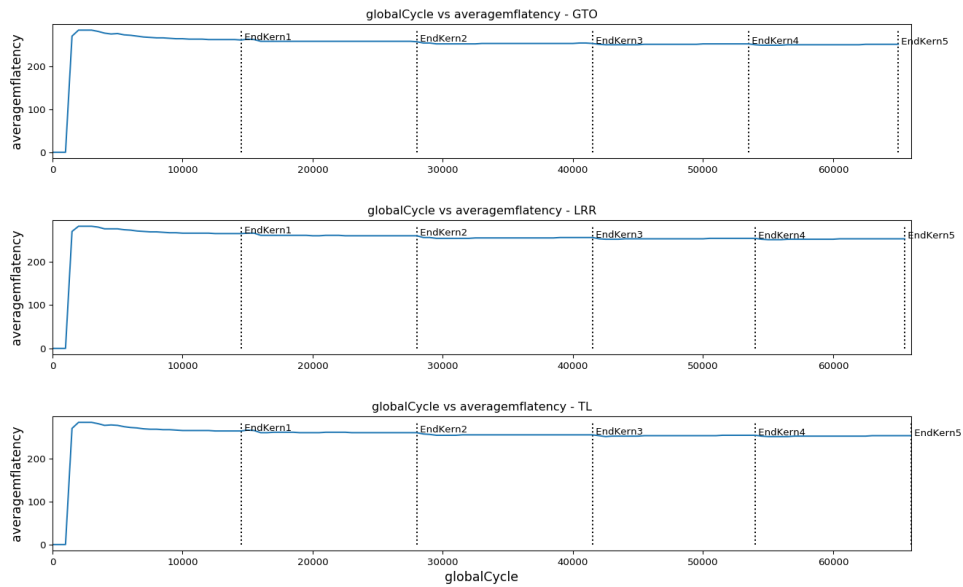 globalCycle vs averagemflatency - GTO
averagemflatency
200
100
0
EndKern1
EndKern2
EndKern3
EndKern4
EndKern5
0 10000 20000 30000 40000 50000 60000
globalCycle vs averagemflatency - LRR
averagemflatency
200
100
0
EndKern1
EndKern2
EndKern3
EndKern4
EndKern5
0 10000 20000 30000 40000 50000 60000
globalCycle vs averagemflatency - TL
averagemflatency
200
100
0
EndKern1
EndKern2
EndKern3
EndKern4
EndKern5
0 10000 20000 30000 40000 50000 60000
globalCycle